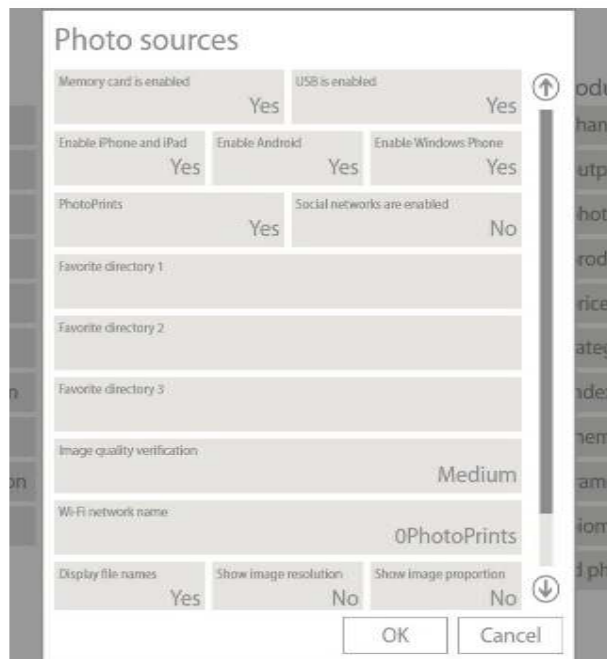 Photo sources
Memory card is enabled
Yes
USB is enabled
Yes
Enable iPhone and iPad
Yes
Enable Android
Yes
Enable Windows Phone
Yes
PhotoPrints
Yes
Social networks are enabled
No
Favorite directory 1
Favorite directory 2
Favorite directory 3
Image quality verification
Medium
Wi-Fi network name
0PhotoPrints
Display file names
Yes
Show image resolution
No
Show image proportion
No
OK
Cancel